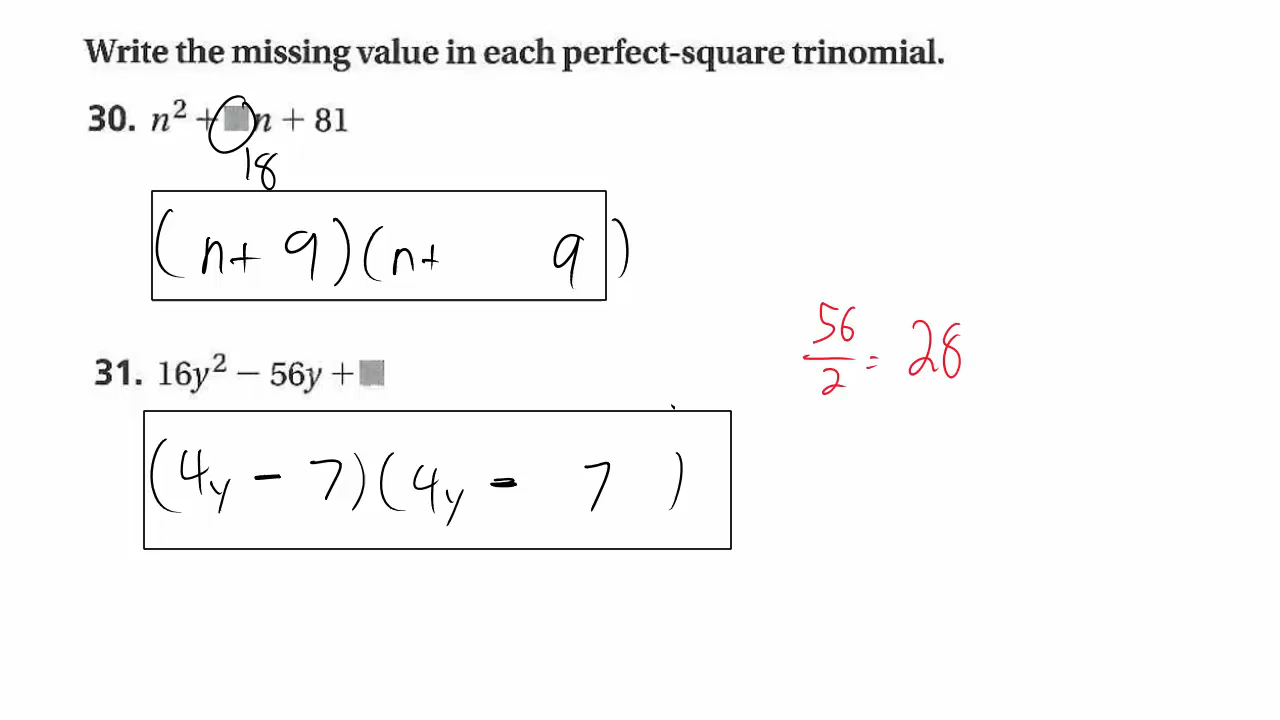 Write the missing value in each perfect-square trinomial.
30. n² + ■n + 81
18
(n+ 9)(n+ 9)
56/2 = 28
31. 16y² − 56y + ■
(4y − 7)(4y − 7)